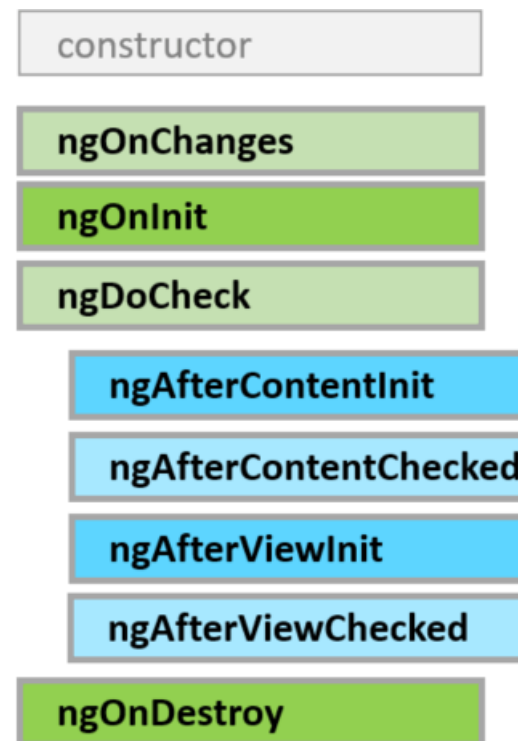 constructor
ngOnChanges
ngOnInit
ngDoCheck
ngAfterContentInit
ngAfterContentChecked
ngAfterViewInit
ngAfterViewChecked
ngOnDestroy